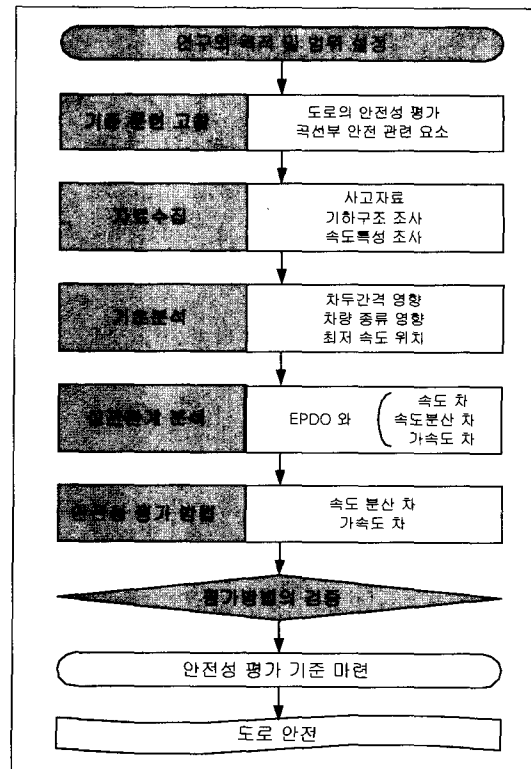 연구의 목적 및 범위 설정
기존 문헌 고찰
도로의 안전성 평가
곡선부 안전 관련 요소
자료수집
사고자료
기하구조 조사
속도특성 조사
기초분석
차두간격 영향
차량 종류 영향
최저 속도 위치
상관관계 분석
EPDO 와
속도 차
속도분산 차
가속도 차
안전성 평가 방법
속도 분산 차
가속도 차
평가방법의 검증
안전성 평가 기준 마련
도로 안전